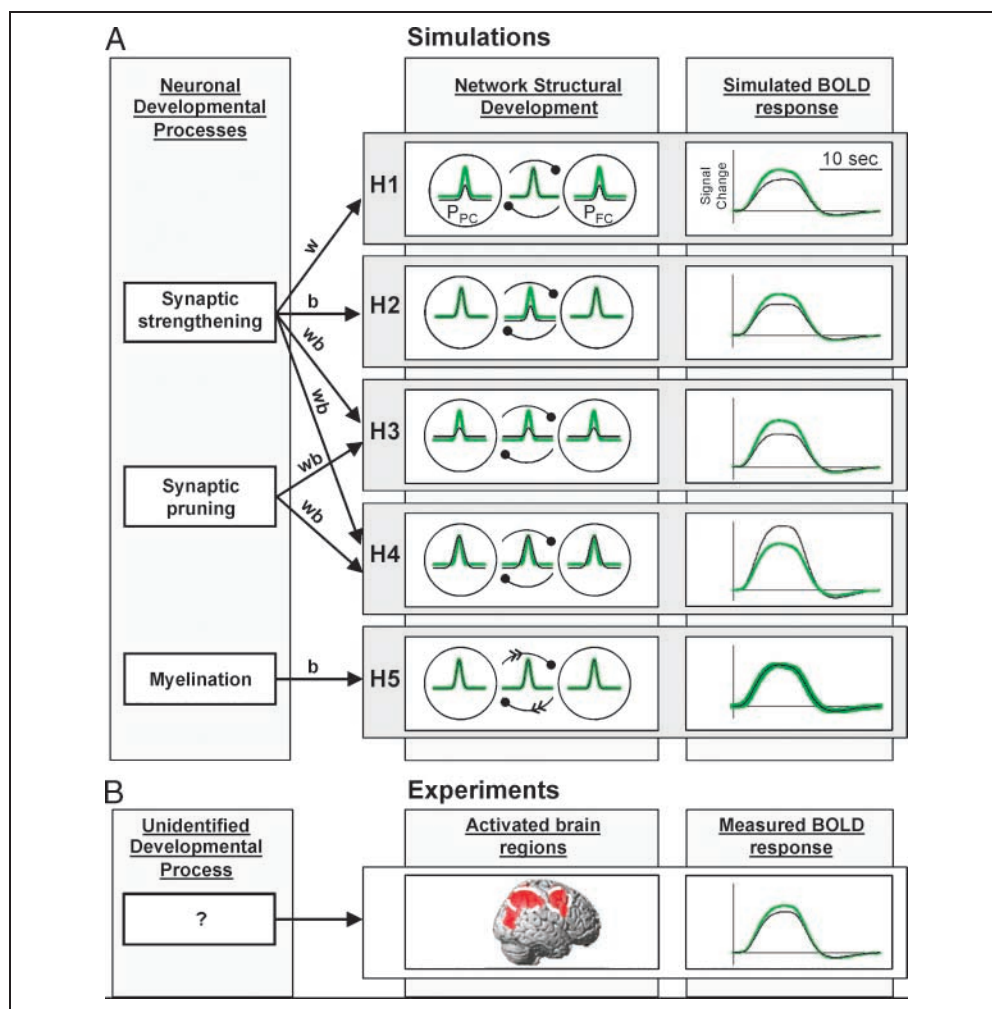 A
Simulations
Neuronal
Developmental
Processes
Network Structural
Development
Simulated BOLD
response
Synaptic
strengthening
Synaptic
pruning
Myelination
w
b
wb
wb
wb
wb
b
H1
P_PC
P_FC
Signal
Change
10 sec
H2
H3
H4
H5
B
Experiments
Unidentified
Developmental
Process
Activated brain
regions
Measured BOLD
response
?